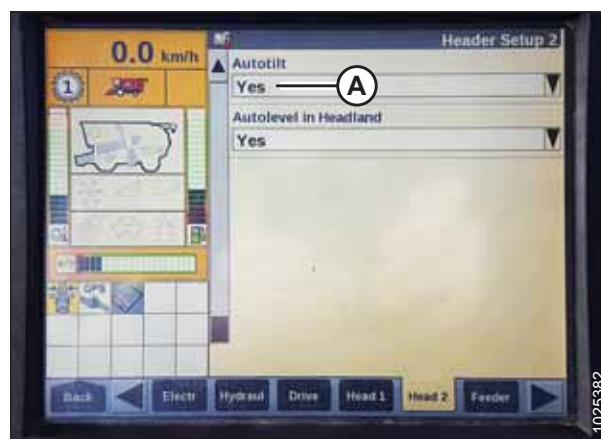 0.0 km/h
Header Setup 2
1
Autotilt
Yes
A
Autolevel in Headland
Yes
Back
Electr
Hydraul
Drive
Head 1
Head 2
Feeder
1025382